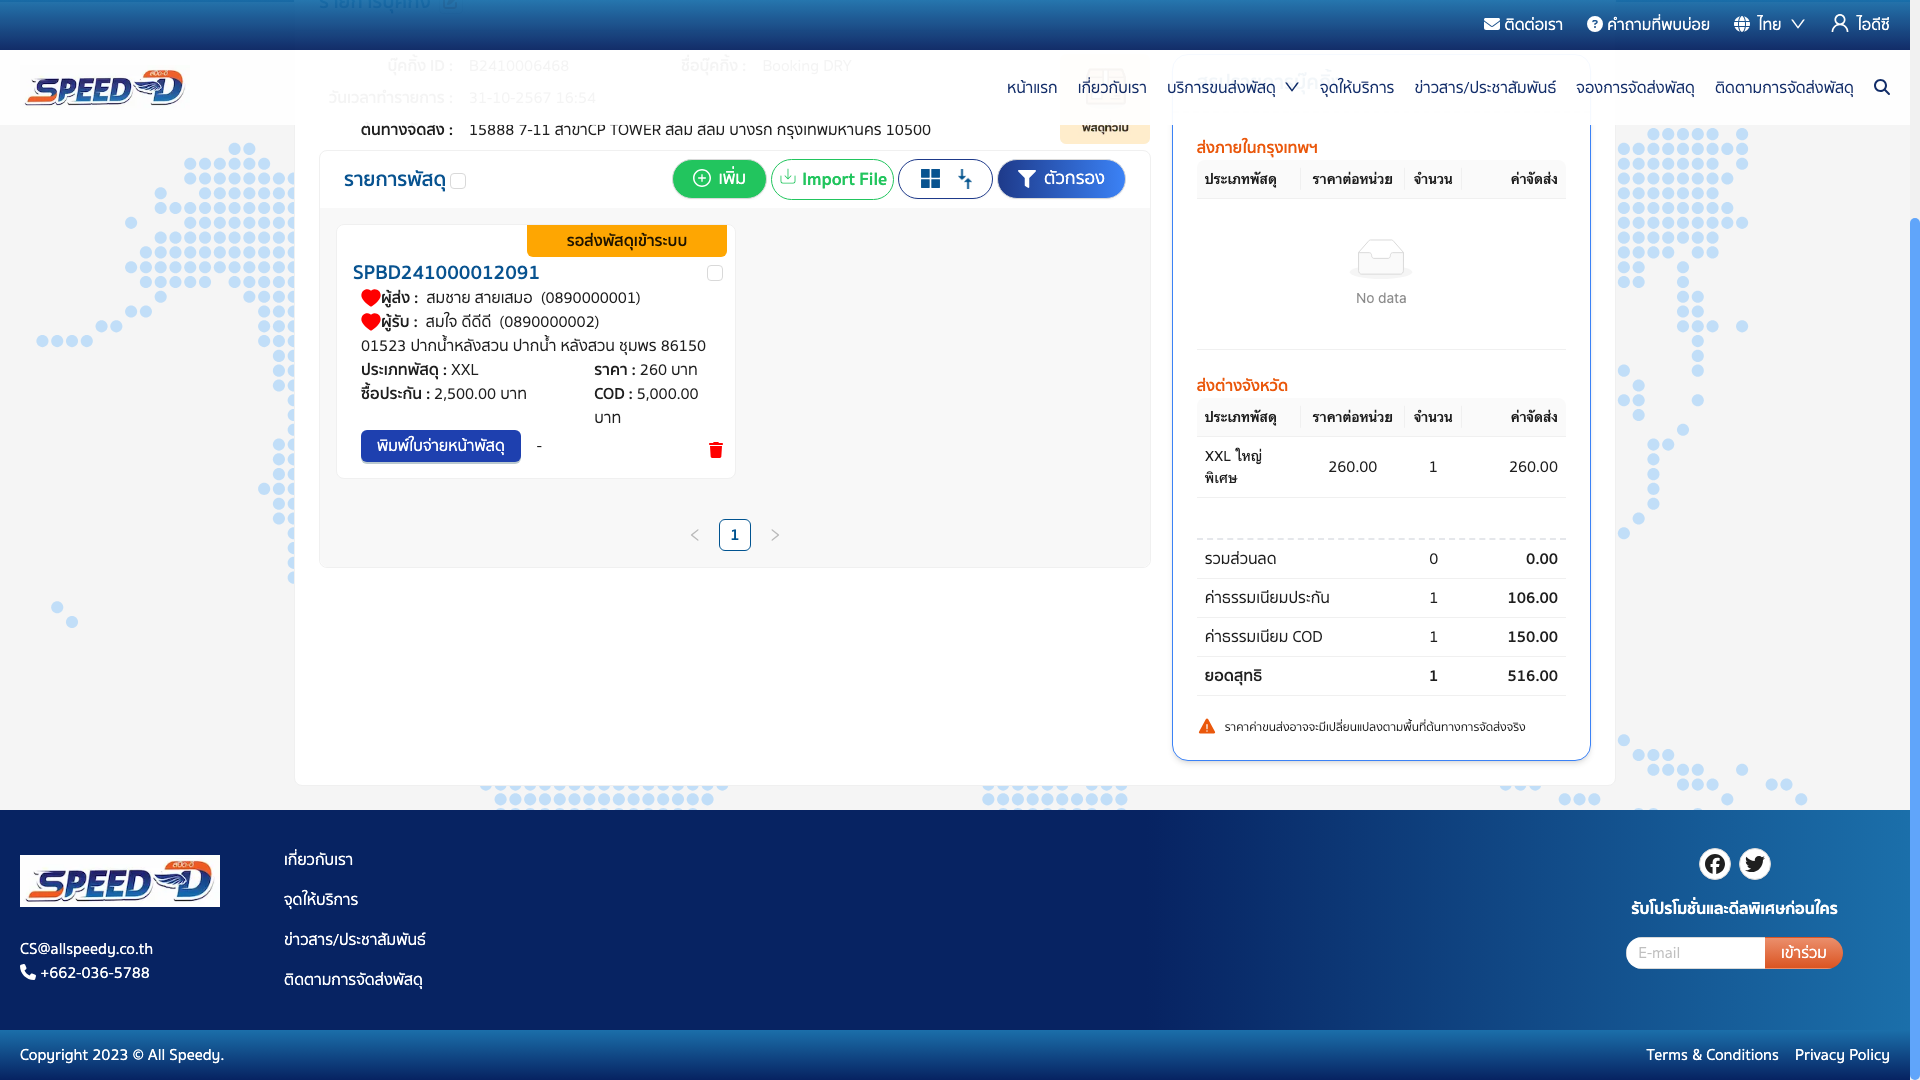 ติดต่อเรา คำถามที่พบบ่อย ไทย ไอดีซี
รายการบุ๊คกิ้ง
SPEED-D หน้าแรก เกี่ยวกับเรา บริการขนส่งพัสดุ จุดให้บริการ ข่าวสาร/ประชาสัมพันธ์ จองการจัดส่งพัสดุ ติดตามการจัดส่งพัสดุ
บุ๊คกิ้ง ID : B2410006468 ชื่อบุ๊คกิ้ง : Booking DRY
วันเวลาทำรายการ : 31-10-2567 16:54
ต้นทางจัดส่ง : 15888 7-11 สาขาCP TOWER สีลม สีลม บางรัก กรุงเทพมหานคร 10500
พัสดุทั่วไป
รายการพัสดุ เพิ่ม Import File ตัวกรอง
รอส่งพัสดุเข้าระบบ
SPBD241000012091
ผู้ส่ง : สมชาย สายเสมอ (0890000001)
ผู้รับ : สมใจ ดีดีดี (0890000002)
01523 ปากน้ำหลังสวน ปากน้ำ หลังสวน ชุมพร 86150
ประเภทพัสดุ : XXL ราคา : 260 บาท
ซื้อประกัน : 2,500.00 บาท COD : 5,000.00 บาท
พิมพ์ใบจ่ายหน้าพัสดุ -
1
ส่งภายในกรุงเทพฯ
ประเภทพัสดุ ราคาต่อหน่วย จำนวน ค่าจัดส่ง
No data
ส่งต่างจังหวัด
ประเภทพัสดุ ราคาต่อหน่วย จำนวน ค่าจัดส่ง
XXL ใหญ่พิเศษ 260.00 1 260.00
รวมส่วนลด 0 0.00
ค่าธรรมเนียมประกัน 1 106.00
ค่าธรรมเนียม COD 1 150.00
ยอดสุทธิ 1 516.00
ราคาค่าขนส่งอาจจะมีเปลี่ยนแปลงตามพื้นที่ต้นทางการจัดส่งจริง
SPEED-D
CS@allspeedy.co.th
+662-036-5788
เกี่ยวกับเรา
จุดให้บริการ
ข่าวสาร/ประชาสัมพันธ์
ติดตามการจัดส่งพัสดุ
รับโปรโมชั่นและดีลพิเศษก่อนใคร
E-mail เข้าร่วม
Copyright 2023 © All Speedy. Terms & Conditions Privacy Policy